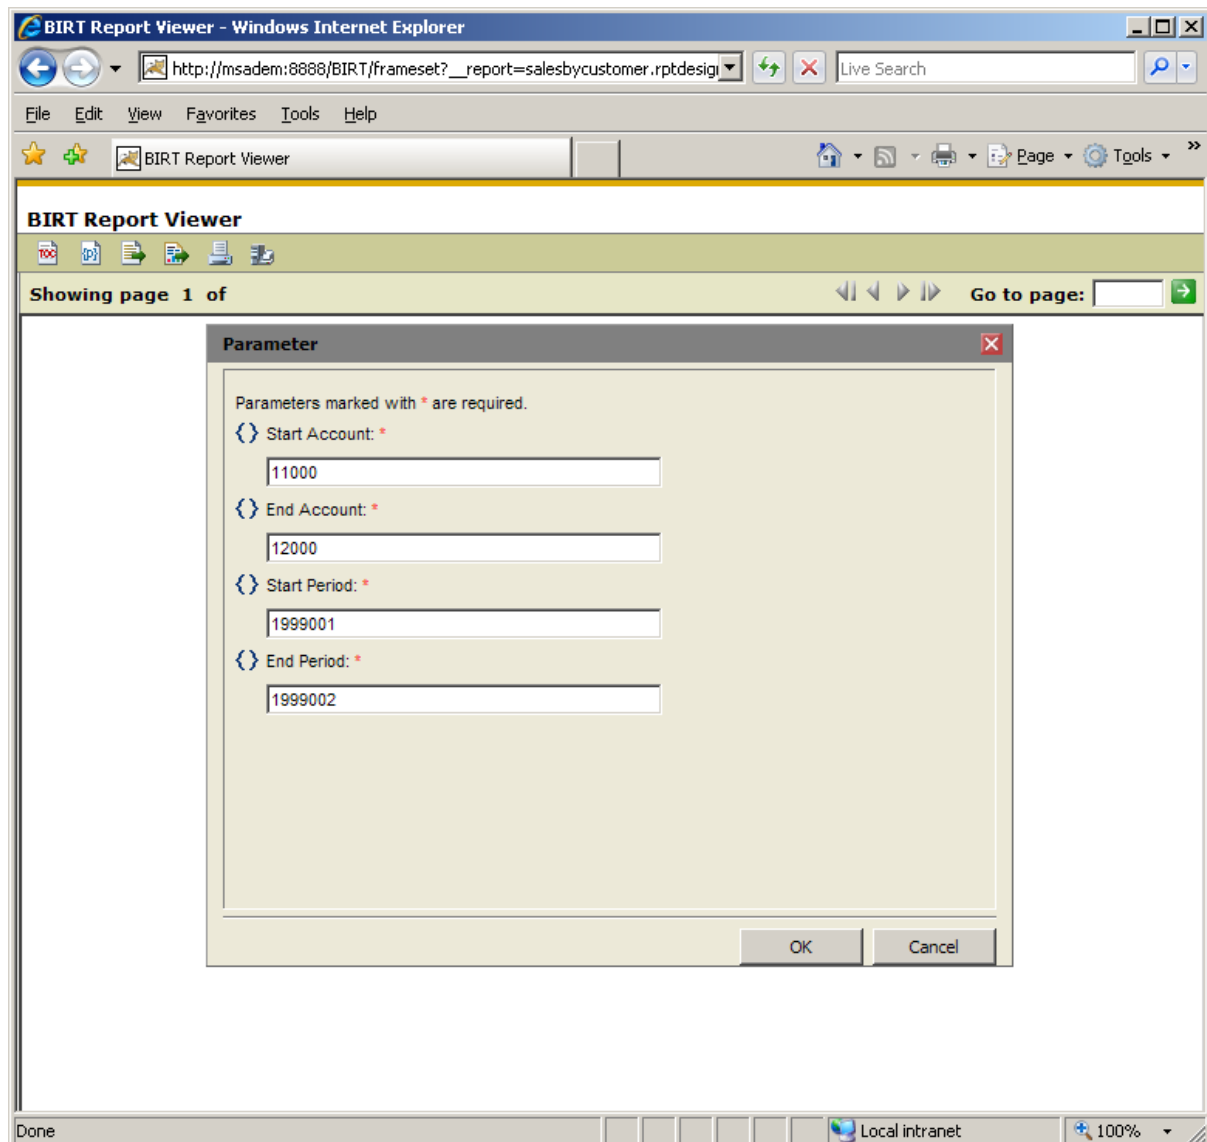 BIRT Report Viewer - Windows Internet Explorer
http://msadem:8888/BIRT/frameset?__report=salesbycustomer.rptdesign
Live Search
File Edit View Favorites Tools Help
BIRT Report Viewer
Page Tools »
BIRT Report Viewer
TOC {p}
Showing page 1 of
Go to page:
Parameter
Parameters marked with * are required.
{} Start Account: *
11000
{} End Account: *
12000
{} Start Period: *
1999001
{} End Period: *
1999002
OK Cancel
Done
Local intranet
100%